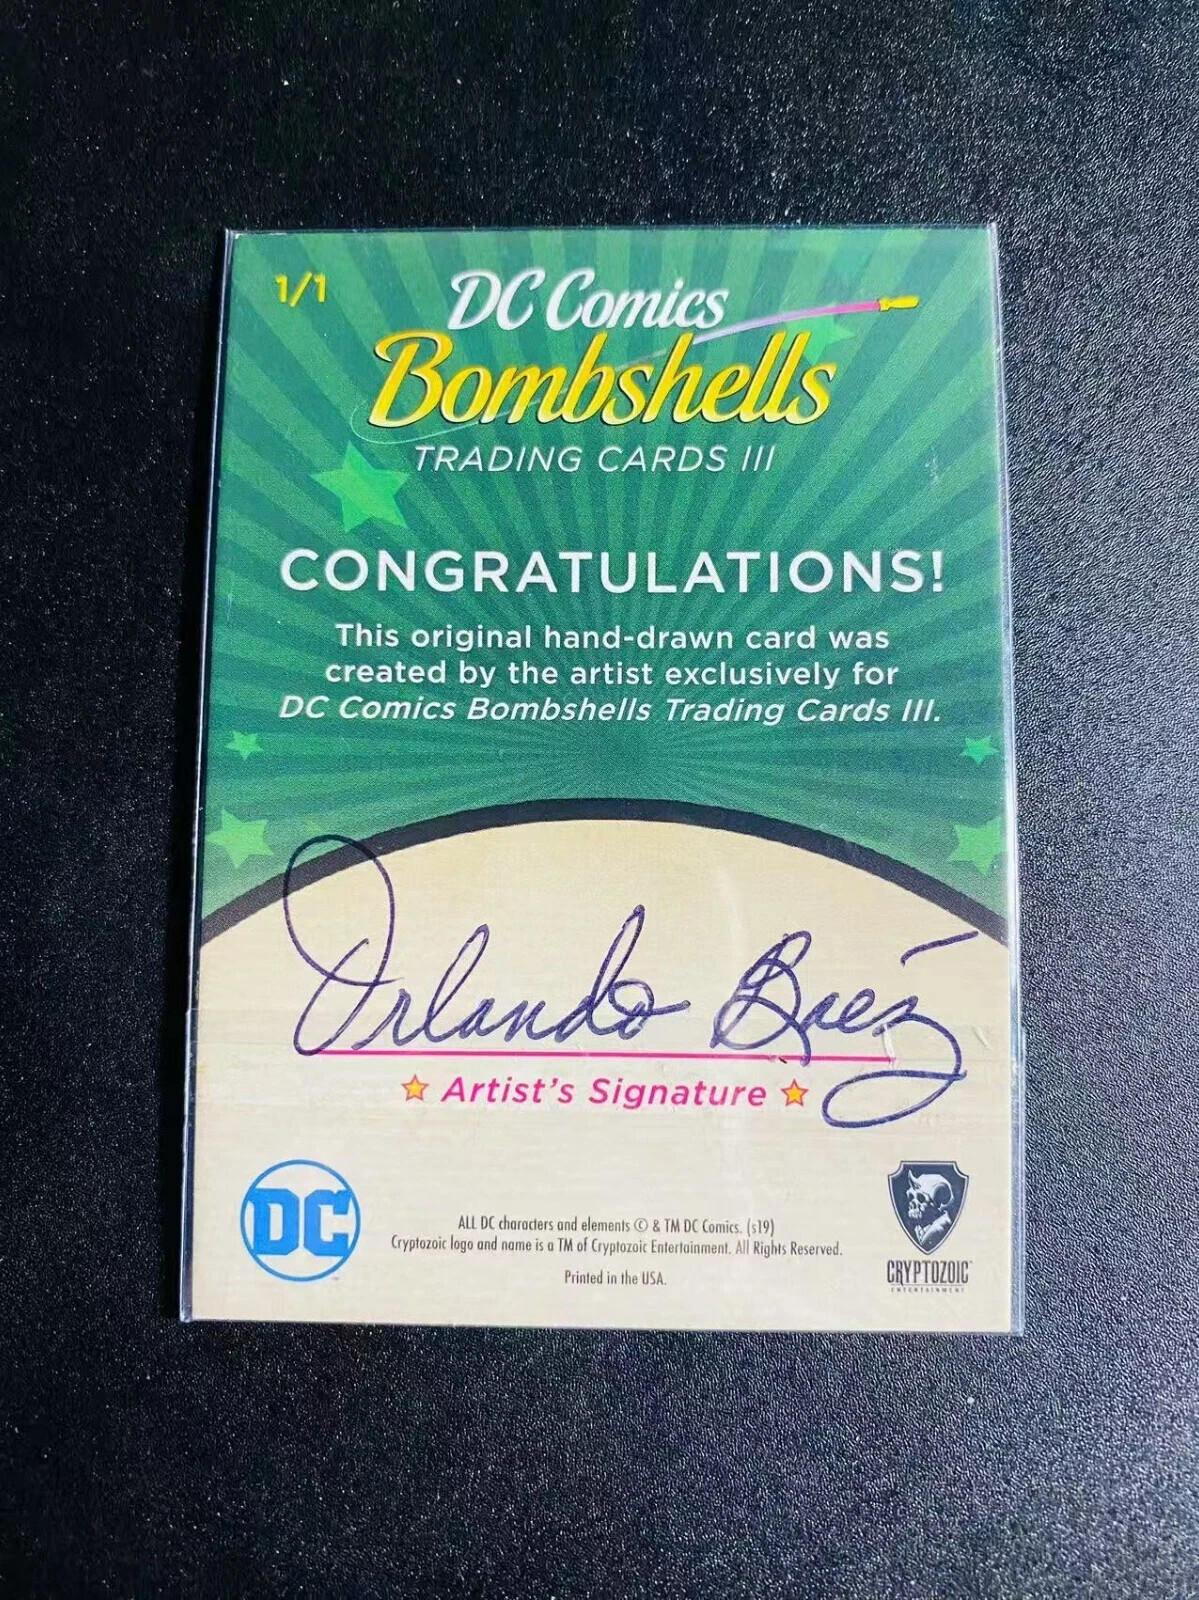 1/1
DC Comics
Bombshells
TRADING CARDS III
CONGRATULATIONS!
This original hand-drawn card was
created by the artist exclusively for
DC Comics Bombshells Trading Cards III.
Orlando Baéz
Artist's Signature
DC
ALL DC characters and elements © & TM DC Comics. (s19)
Cryptozoic logo and name is a TM of Cryptozoic Entertainment. All Rights Reserved.
Printed in the USA.
CRYPTOZOIC
ENTERTAINMENT